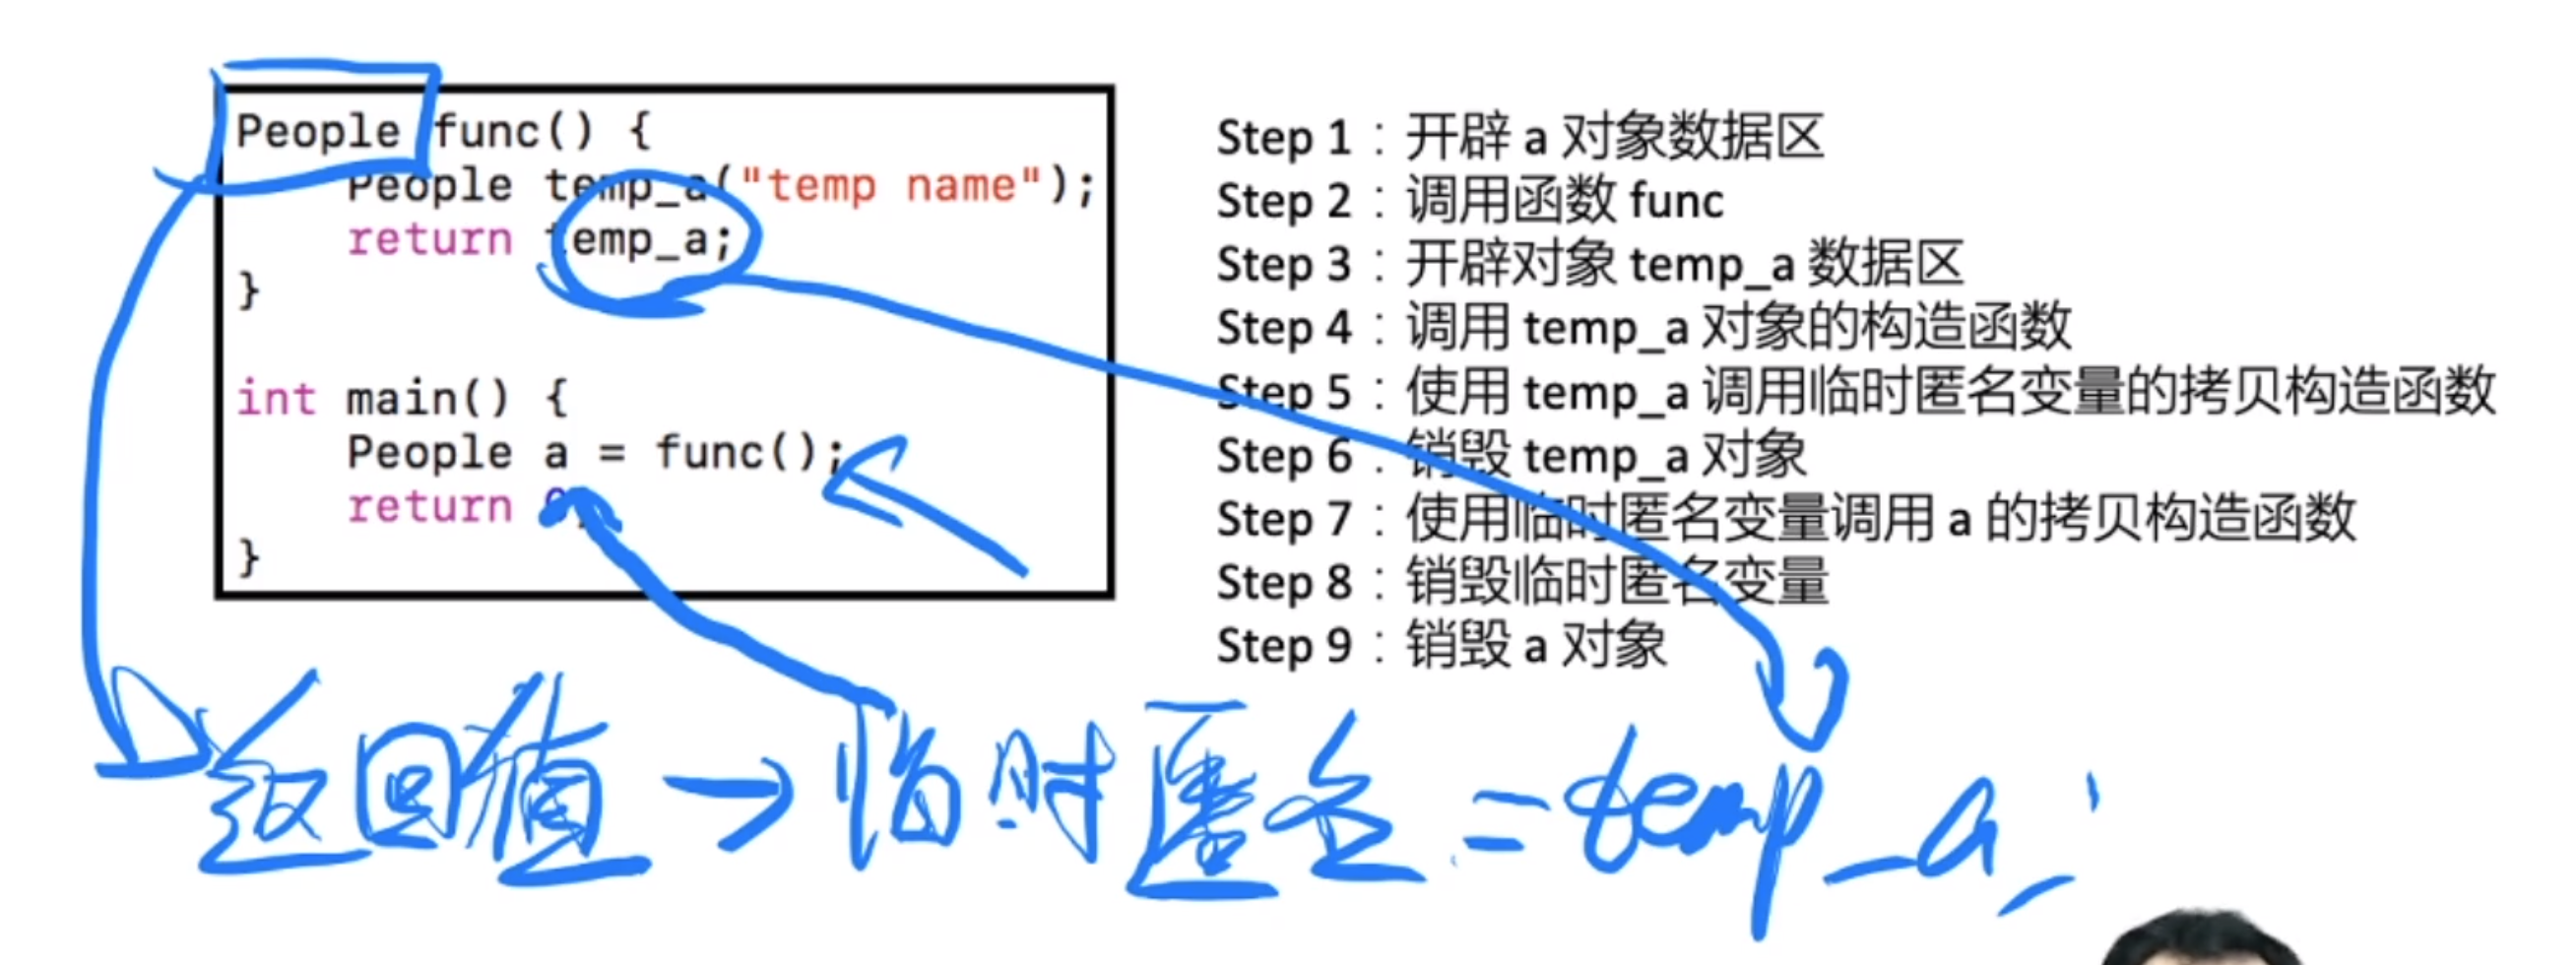 People func() {
People temp_a("temp name");
return temp_a;
}
int main() {
People a = func();
return 0;
}
Step 1：开辟 a 对象数据区
Step 2：调用函数 func
Step 3：开辟对象 temp_a 数据区
Step 4：调用 temp_a 对象的构造函数
Step 5：使用 temp_a 调用临时匿名变量的拷贝构造函数
Step 6：销毁 temp_a 对象
Step 7：使用临时匿名变量调用 a 的拷贝构造函数
Step 8：销毁临时匿名变量
Step 9：销毁 a 对象
返回值 → 临时匿名 = temp_a;